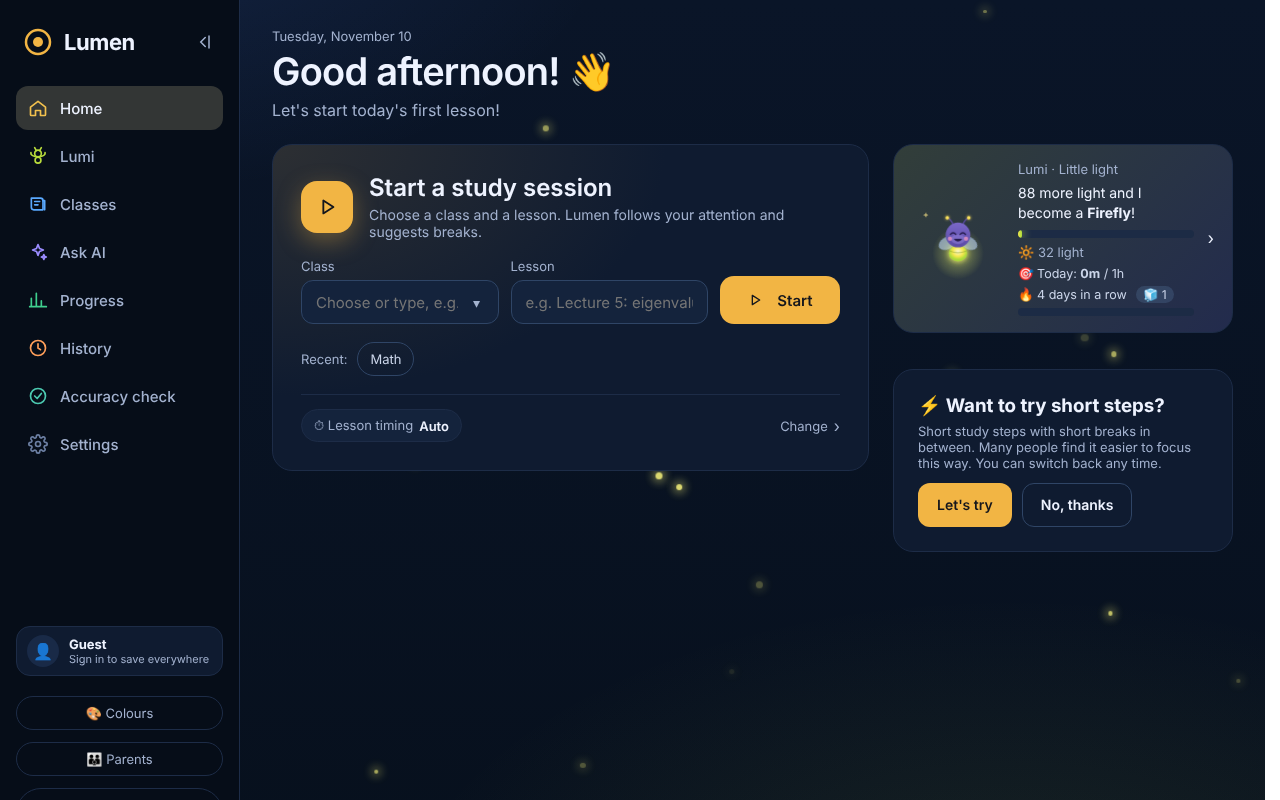 Lumen
Home
Lumi
Classes
Ask AI
Progress
History
Accuracy check
Settings
Guest
Sign in to save everywhere
🎨 Colours
👪 Parents
Tuesday, November 10
Good afternoon! 👋
Let's start today's first lesson!
Start a study session
Choose a class and a lesson. Lumen follows your attention and
suggests breaks.
Class
Lesson
Choose or type, e.g.
e.g. Lecture 5: eigenval
Start
Recent:
Math
⏱ Lesson timing Auto
Change ›
Lumi · Little light
88 more light and I
become a Firefly!
🔆 32 light
🎯 Today: 0m / 1h
🔥 4 days in a row 🧊 1
›
⚡ Want to try short steps?
Short study steps with short breaks in
between. Many people find it easier to focus
this way. You can switch back any time.
Let's try
No, thanks